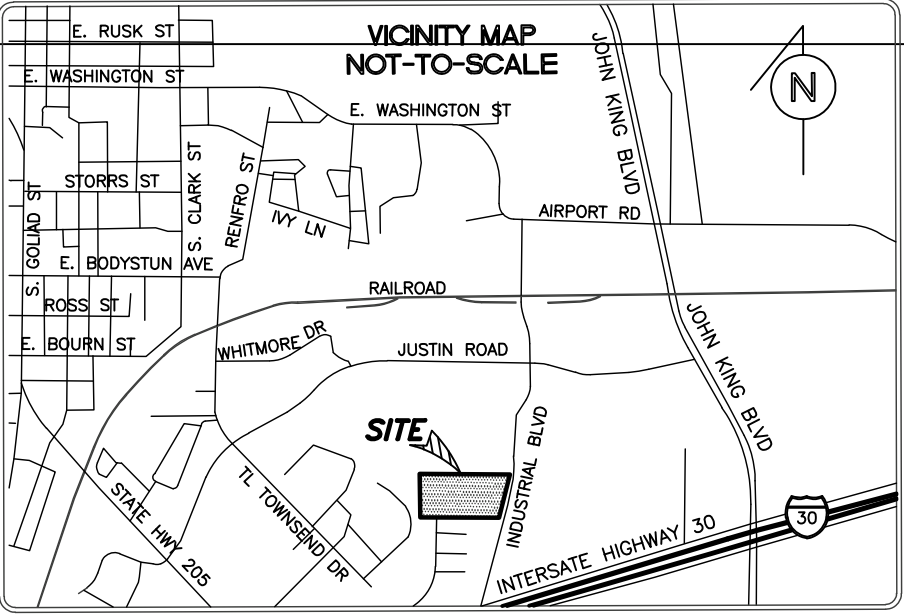 E. RUSK ST
VICINITY MAP
NOT-TO-SCALE
E. WASHINGTON ST
E. WASHINGTON ST
JOHN KING BLVD
N
STORRS ST
S. CLARK ST
RENFRO ST
IVY LN
AIRPORT RD
S. GOLIAD ST
E. BODYSTUN AVE
RAILROAD
ROSS ST
E. BOURN ST
WHITMORE DR
JUSTIN ROAD
JOHN KING BLVD
SITE
INDUSTRIAL BLVD
TL TOWNSEND DR
STATE HWY 205
INTERSATE HIGHWAY 30
30